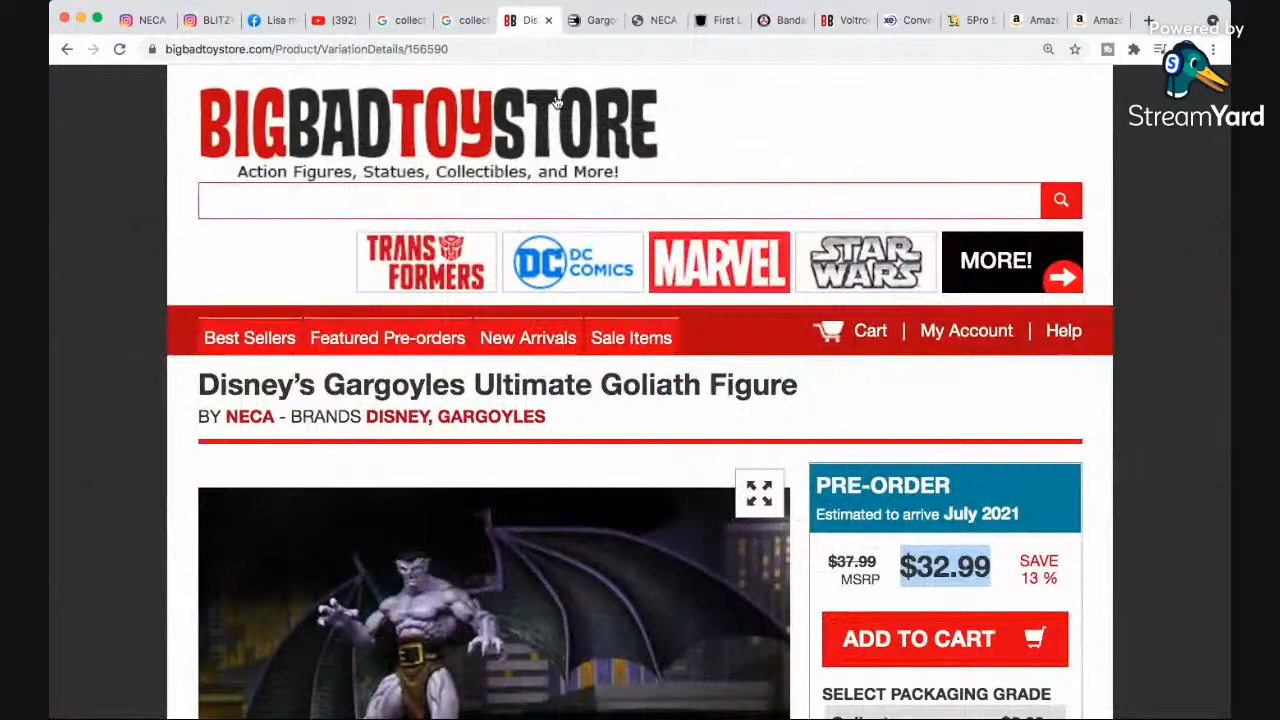 NECA
BLITZ
Lisa m
(392)
collect
collect
BB
Dis
Gargo
NECA
First L
Banda
BB
Voltro
xe
Conve
5Pro S
Amaz
Amaz
Powered by
bigbadtoystore.com/Product/VariationDetails/156590
S
StreamYard
BIGBADTOYSTORE
Action Figures, Statues, Collectibles, and More!
TRANS
FORMERS
DC
DC
COMICS
MARVEL
STAR
WARS
MORE!
Best Sellers
Featured Pre-orders
New Arrivals
Sale Items
Cart | My Account | Help
Disney’s Gargoyles Ultimate Goliath Figure
BY NECA - BRANDS DISNEY, GARGOYLES
PRE-ORDER
Estimated to arrive July 2021
$37.99
MSRP
$32.99
SAVE
13 %
ADD TO CART
SELECT PACKAGING GRADE